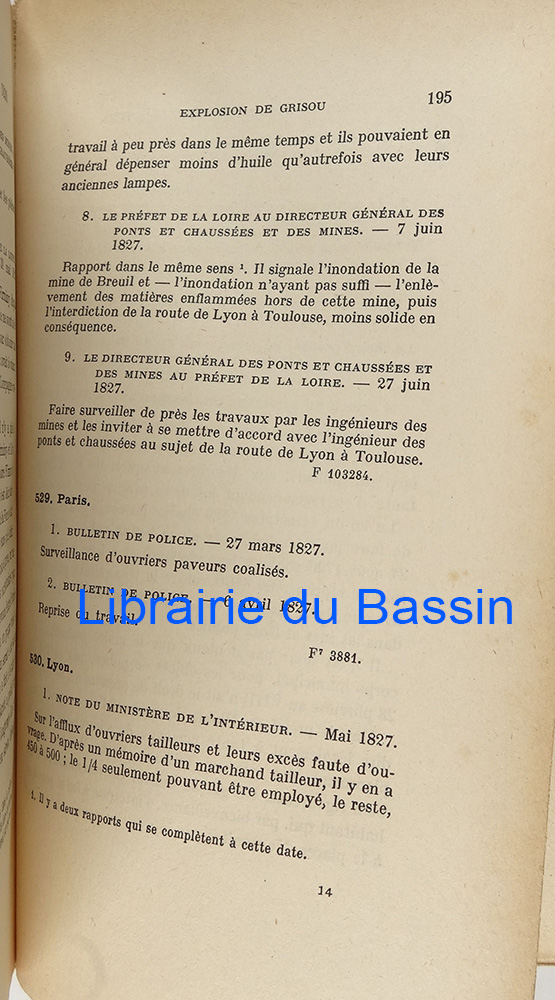 EXPLOSION DE GRISOU 195
travail à peu près dans le même temps et ils pouvaient en
général dépenser moins d'huile qu'autrefois avec leurs
anciennes lampes.
8. LE PRÉFET DE LA LOIRE AU DIRECTEUR GÉNÉRAL DES
PONTS ET CHAUSSÉES ET DES MINES. — 7 juin
1827.
Rapport dans le même sens ¹. Il signale l'inondation de la
mine de Breuil et — l'inondation n'ayant pas suffi — l'enlè-
vement des matières enflammées hors de cette mine, puis
l'interdiction de la route de Lyon à Toulouse, moins solide en
conséquence.
9. LE DIRECTEUR GÉNÉRAL DES PONTS ET CHAUSSÉES ET
DES MINES AU PRÉFET DE LA LOIRE. — 27 juin
1827.
Faire surveiller de près les travaux par les ingénieurs des
mines et les inviter à se mettre d'accord avec l'ingénieur des
ponts et chaussées au sujet de la route de Lyon à Toulouse.
F 103284.
529. Paris.
1. BULLETIN DE POLICE. — 27 mars 1827.
Surveillance d'ouvriers paveurs coalisés.
2. BULLETIN DE POLICE. — 6 avril 1827.
Reprise du travail.
Librairie du Bassin
F⁷ 3881.
530. Lyon.
1. NOTE DU MINISTÈRE DE L'INTÉRIEUR. — Mai 1827.
Sur l'afflux d'ouvriers tailleurs et leurs excès faute d'ou-
vrage. D'après un mémoire d'un marchand tailleur, il y en a
450 à 500 ; le 1/4 seulement pouvant être employé, le reste,
1. Il y a deux rapports qui se complètent à cette date.
14